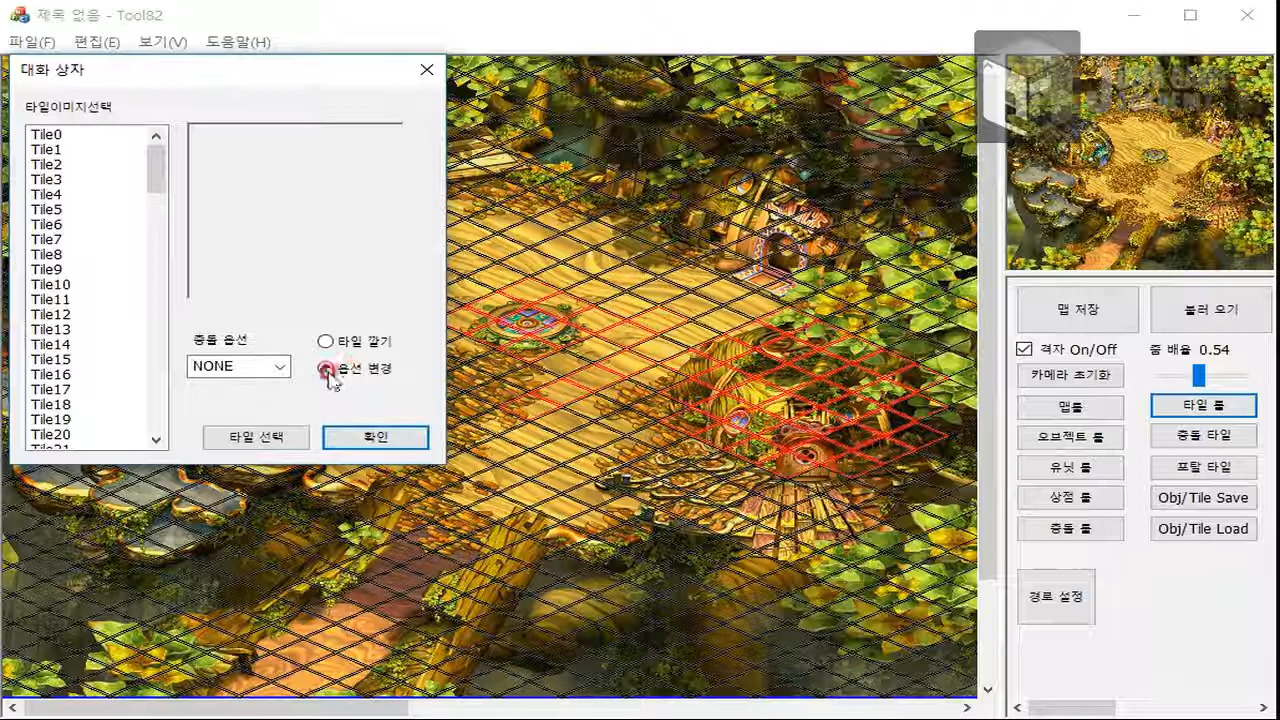 제목 없음 - Tool82
파일(F) 편집(E) 보기(V) 도움말(H)
대화 상자
타일이미지선택
Tile0
Tile1
Tile2
Tile3
Tile4
Tile5
Tile6
Tile7
Tile8
Tile9
Tile10
Tile11
Tile12
Tile13
Tile14
Tile15
Tile16
Tile17
Tile18
Tile19
Tile20
Tile21
충돌 옵션
NONE
타일 깔기
옵션 변경
타일 선택 확인
맵 저장 불러 오기
격자 On/Off 줌 배율 0.54
카메라 초기화 타일 툴
맵툴 충돌 타일
오브젝트 툴 포탈 타일
유닛 툴 Obj/Tile Save
상점 툴 Obj/Tile Load
충돌 툴
경로 설정